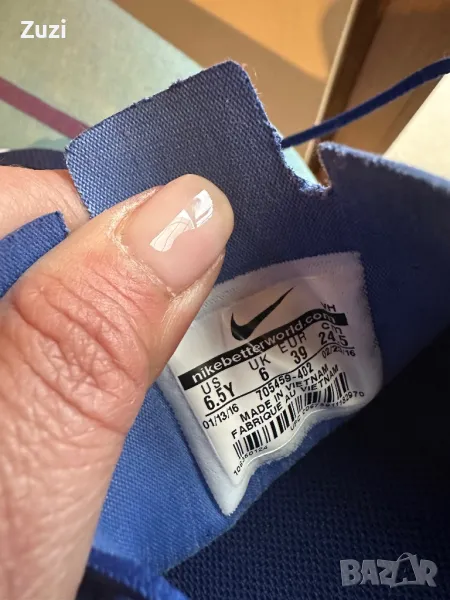 Zuzi
nikebetterworld.com
US UK EUR cm
6.5Y 6 39 24.5
01/13/16 705459-402
MADE IN VIETNAM
FABRIQUE AU VIETNAM
BAZAR